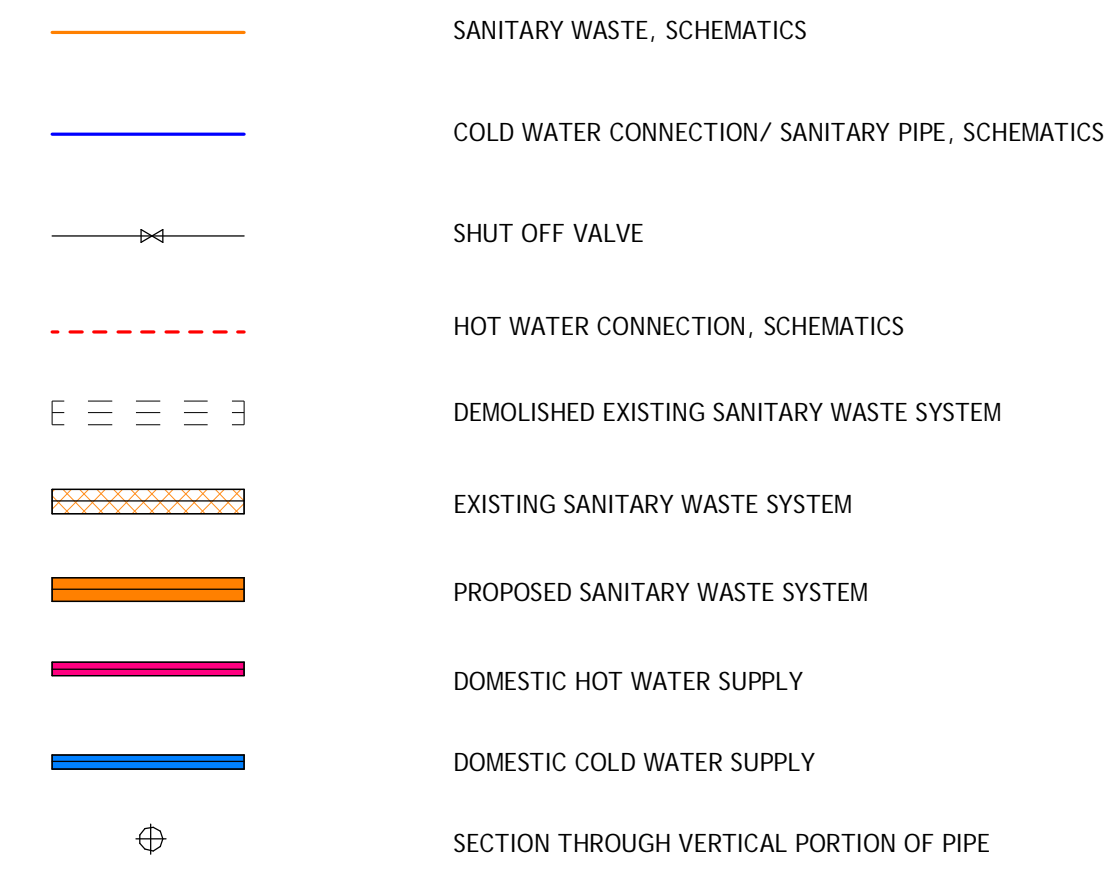 SANITARY WASTE, SCHEMATICS
COLD WATER CONNECTION/ SANITARY PIPE, SCHEMATICS
SHUT OFF VALVE
HOT WATER CONNECTION, SCHEMATICS
DEMOLISHED EXISTING SANITARY WASTE SYSTEM
EXISTING SANITARY WASTE SYSTEM
PROPOSED SANITARY WASTE SYSTEM
DOMESTIC HOT WATER SUPPLY
DOMESTIC COLD WATER SUPPLY
SECTION THROUGH VERTICAL PORTION OF PIPE